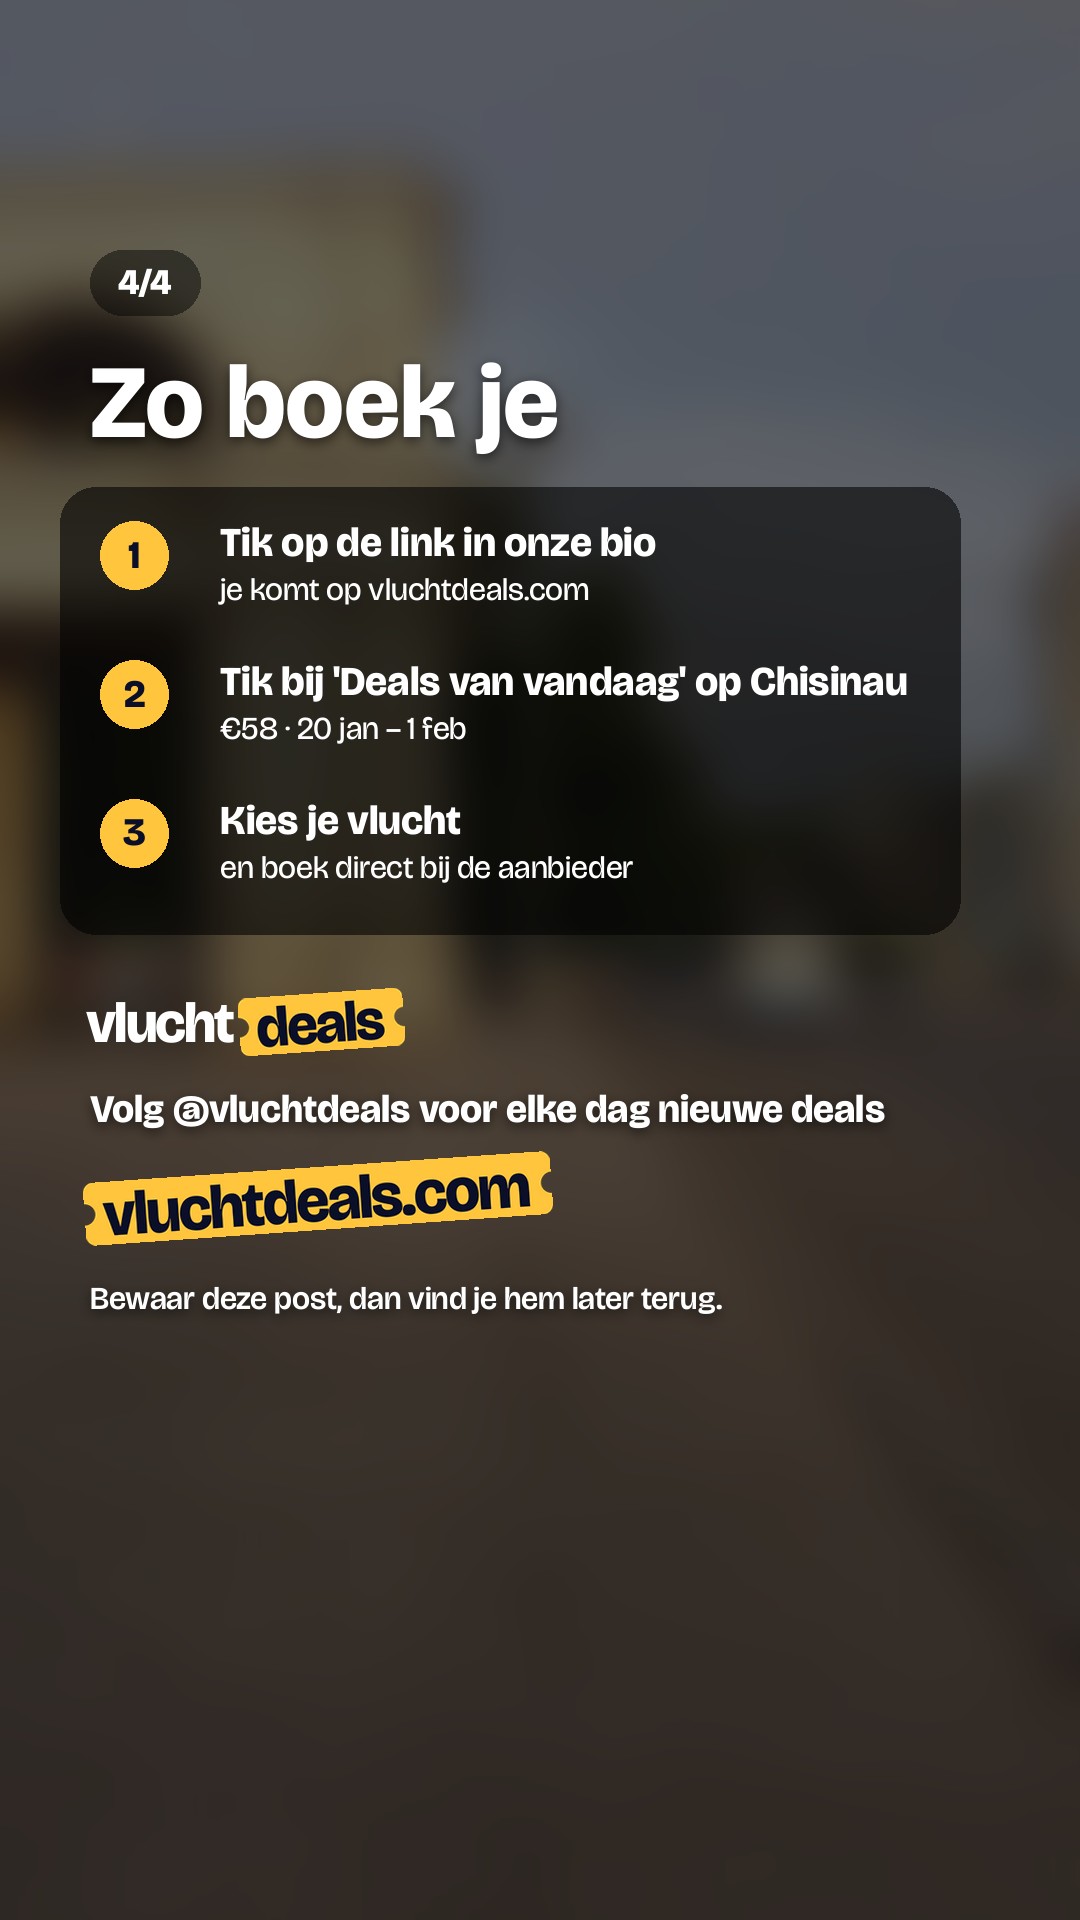 4/4
Zo boek je
1
Tik op de link in onze bio
je komt op vluchtdeals.com
2
Tik bij 'Deals van vandaag' op Chisinau
€58 · 20 jan – 1 feb
3
Kies je vlucht
en boek direct bij de aanbieder
vlucht deals
Volg @vluchtdeals voor elke dag nieuwe deals
vluchtdeals.com
Bewaar deze post, dan vind je hem later terug.